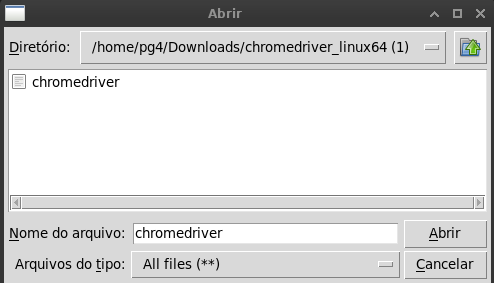 Abrir
Diretório: /home/pg4/Downloads/chromedriver_linux64 (1)
chromedriver
Nome do arquivo: chromedriver Abrir
Arquivos do tipo: All files (**) Cancelar